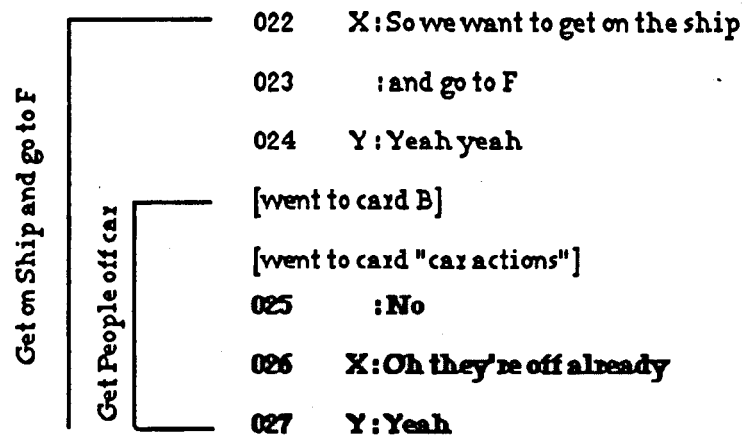 Get on Ship and go to F
Get People off car
022 X: So we want to get on the ship
023 : and go to F
024 Y: Yeah yeah
[went to card B]
[went to card "car actions"]
025 : No
026 X: Oh they're off already
027 Y: Yeah